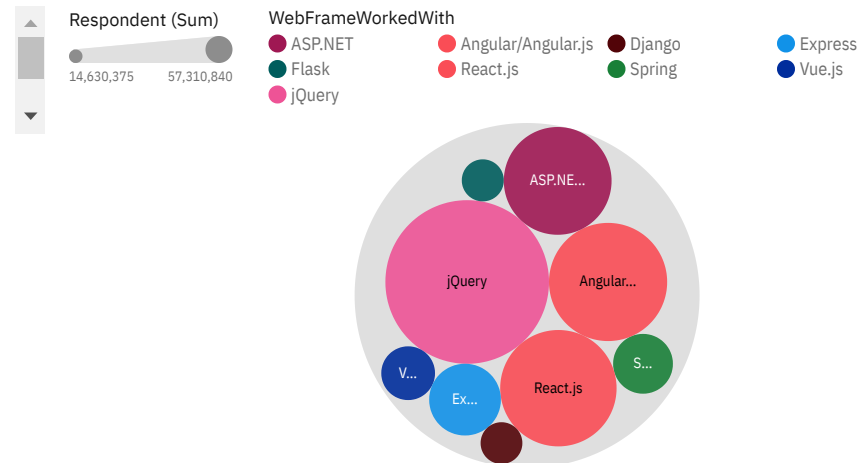 Respondent (Sum)
14,630,375 57,310,840
WebFrameWorkedWith
ASP.NET Angular/Angular.js Django Express
Flask React.js Spring Vue.js
jQuery
ASP.NE...
jQuery Angular...
S...
V... React.js
Ex...